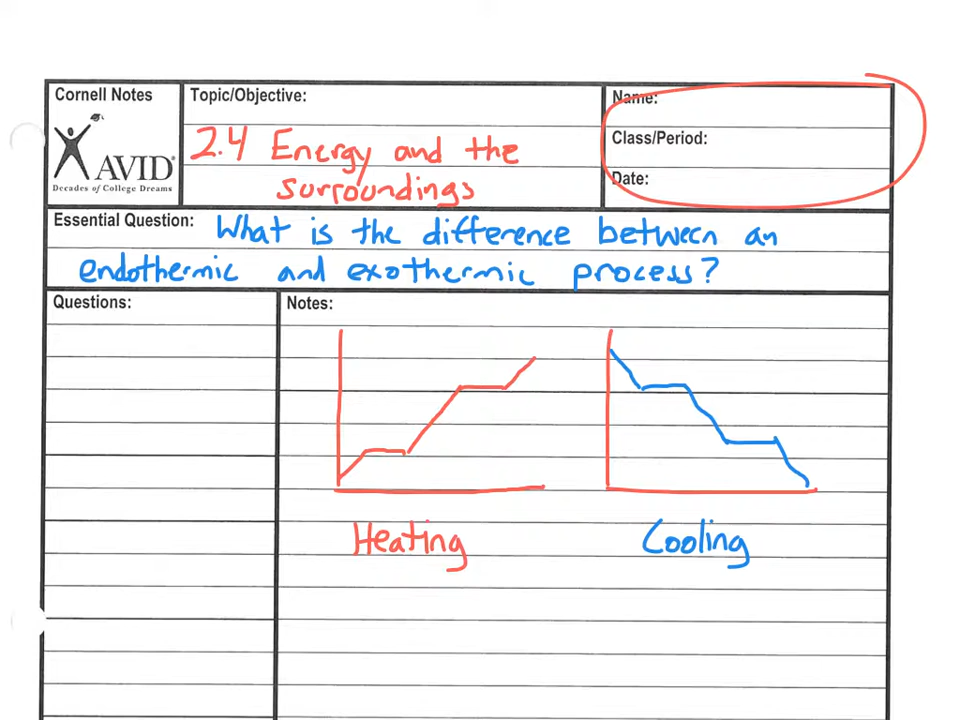 Cornell Notes
AVID®
Decades of College Dreams
Topic/Objective:
2.4 Energy and the
surroundings
Name:
Class/Period:
Date:
Essential Question: What is the difference between an
endothermic and exothermic process?
Questions:
Notes:
Heating
Cooling